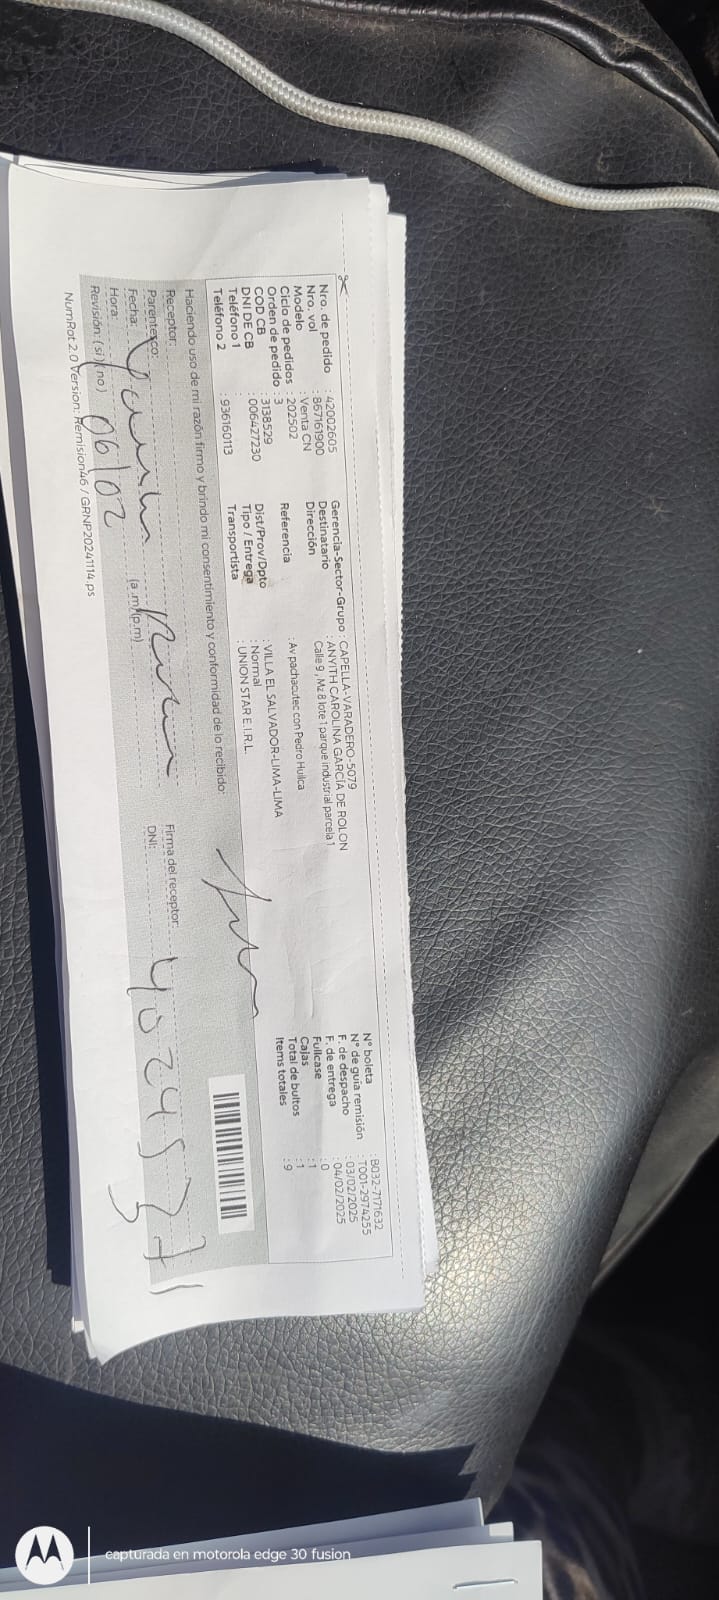 Nro. de pedido : 42002605
Nro. vol : 867161900
Modelo : Venta CN
Ciclo de pedidos : 202502
Orden de pedido : 3
COD CB : 3138529
DNI DE CB : 006427230
Teléfono 1
Teléfono 2 : 936160113
Gerencia-Sector-Grupo : CAPELLA-VARADERO-5079
Destinatario : ANYITH CAROLINA GARCÍA DE ROLON
Dirección Calle 9 , Mz B lote 1 parque industrial parcela 1
Referencia : Av pachacutec con Pedro Huilca
Dist/Prov/Dpto : VILLA EL SALVADOR-LIMA-LIMA
Tipo / Entrega : Normal
Transportista : UNION STAR E.I.R.L.
N° boleta : B032-7171632
N° de guía remisión : T001-2974255
F. de despacho : 03/02/2025
F. de entrega : 04/02/2025
Fullcase : 0
Cajas : 1
Total de bultos : 1
Items totales : 9
Haciendo uso de mi razón firmo y brindo mi consentimiento y conformidad de lo recibido:
Receptor:
Firma del receptor:
Parentesco:
DNI:
Fecha: 06/02
Hora: (a.m)(p.m)
Revisión: (si)(no)
NumRot 2.0 Version: Remision46 / GRNP20241114.ps
capturada en motorola edge 30 fusion